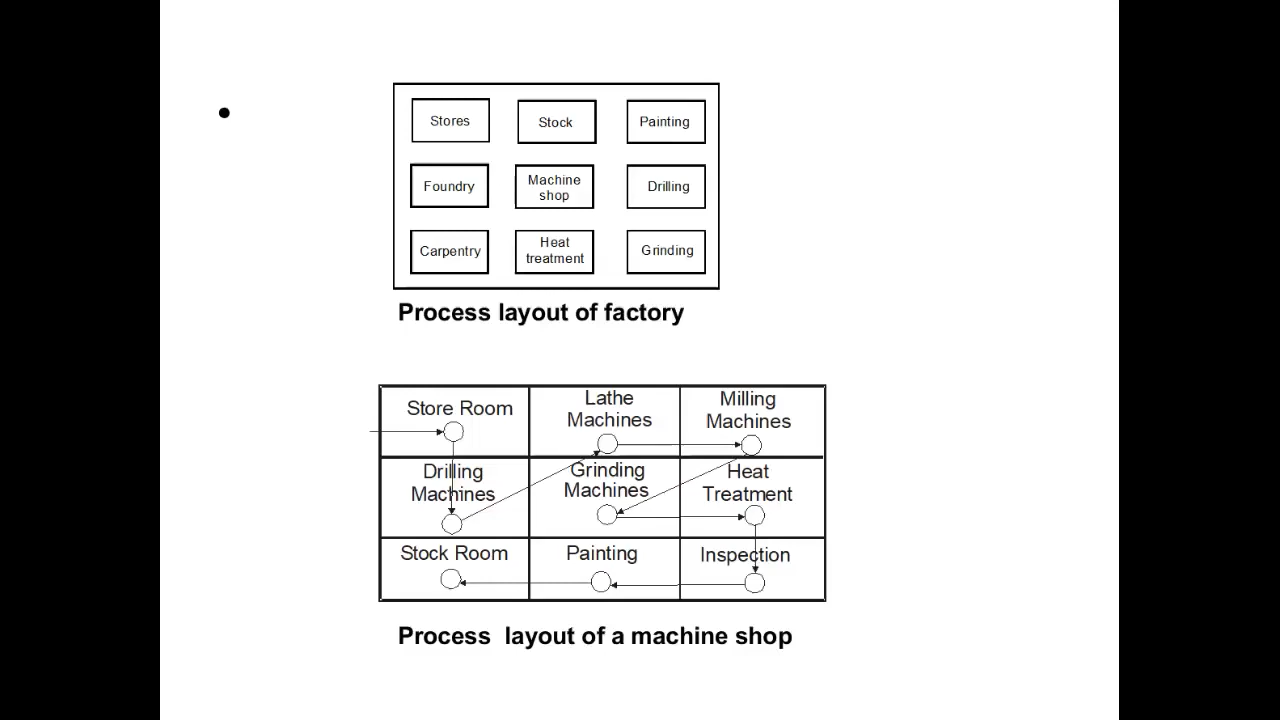 Stores
Stock
Painting
Foundry
Machine
shop
Drilling
Carpentry
Heat
treatment
Grinding
Process layout of factory
Store Room
Lathe
Machines
Milling
Machines
Drilling
Machines
Grinding
Machines
Heat
Treatment
Stock Room
Painting
Inspection
Process layout of a machine shop